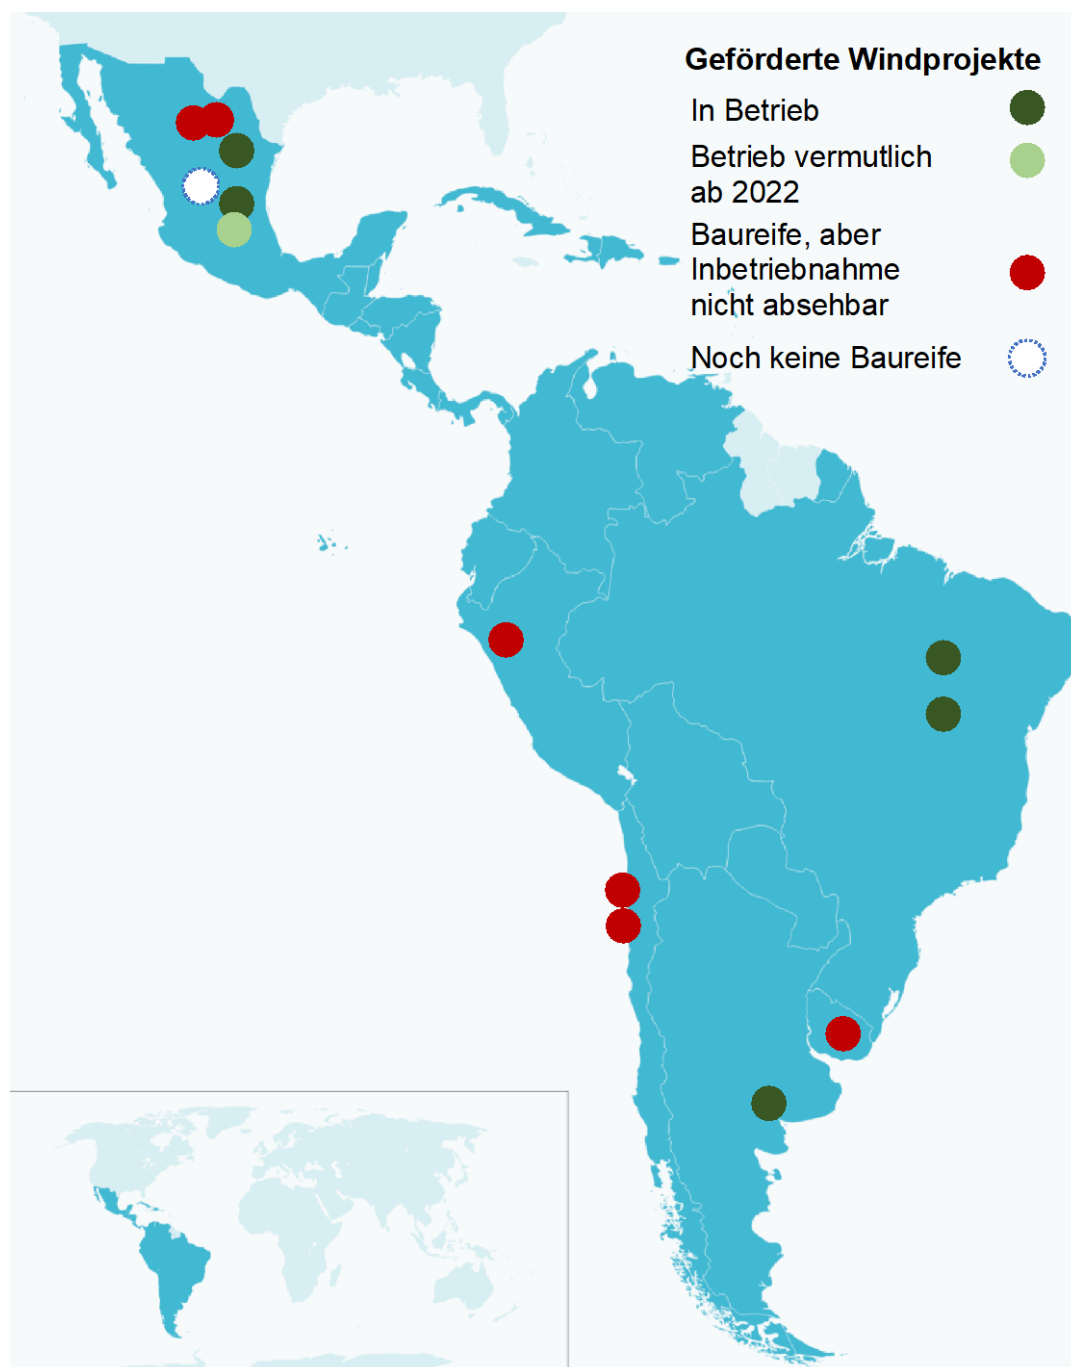 Geförderte Windprojekte
In Betrieb
Betrieb vermutlich
ab 2022
Baureife, aber
Inbetriebnahme
nicht absehbar
Noch keine Baureife